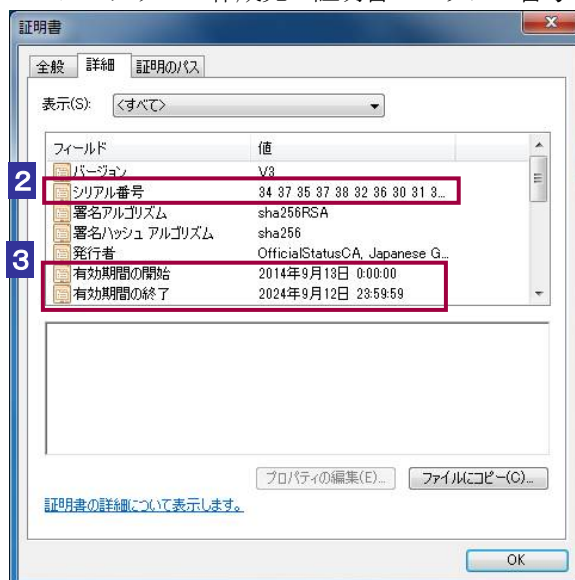 証明書
全般 詳細 証明のパス
表示(S): <すべて>
フィールド 値
バージョン V3
2 シリアル番号 34 37 35 37 38 32 36 30 31 3...
署名アルゴリズム sha256RSA
署名ハッシュ アルゴリズム sha256
3 発行者 OfficialStatusCA, Japanese G...
有効期間の開始 2014年9月13日 0:00:00
有効期間の終了 2024年9月12日 23:59:59
プロパティの編集(E)... ファイルにコピー(C)...
証明書の詳細について表示します。
OK